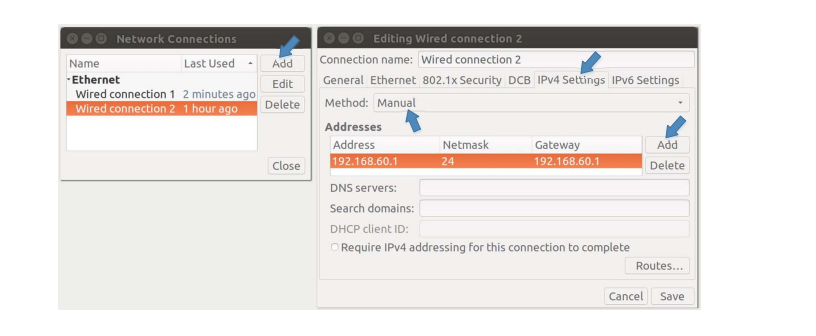 Network Connections
Name Last Used Add
Ethernet
Wired connection 1 2 minutes ago
Wired connection 2 1 hour ago
Edit
Delete
Close
Editing Wired connection 2
Connection name: Wired connection 2
General Ethernet 802.1x Security DCB IPv4 Settings IPv6 Settings
Method: Manual
Addresses
Address Netmask Gateway Add
192.168.60.1 24 192.168.60.1 Delete
DNS servers:
Search domains:
DHCP client ID:
Require IPv4 addressing for this connection to complete
Routes...
Cancel Save